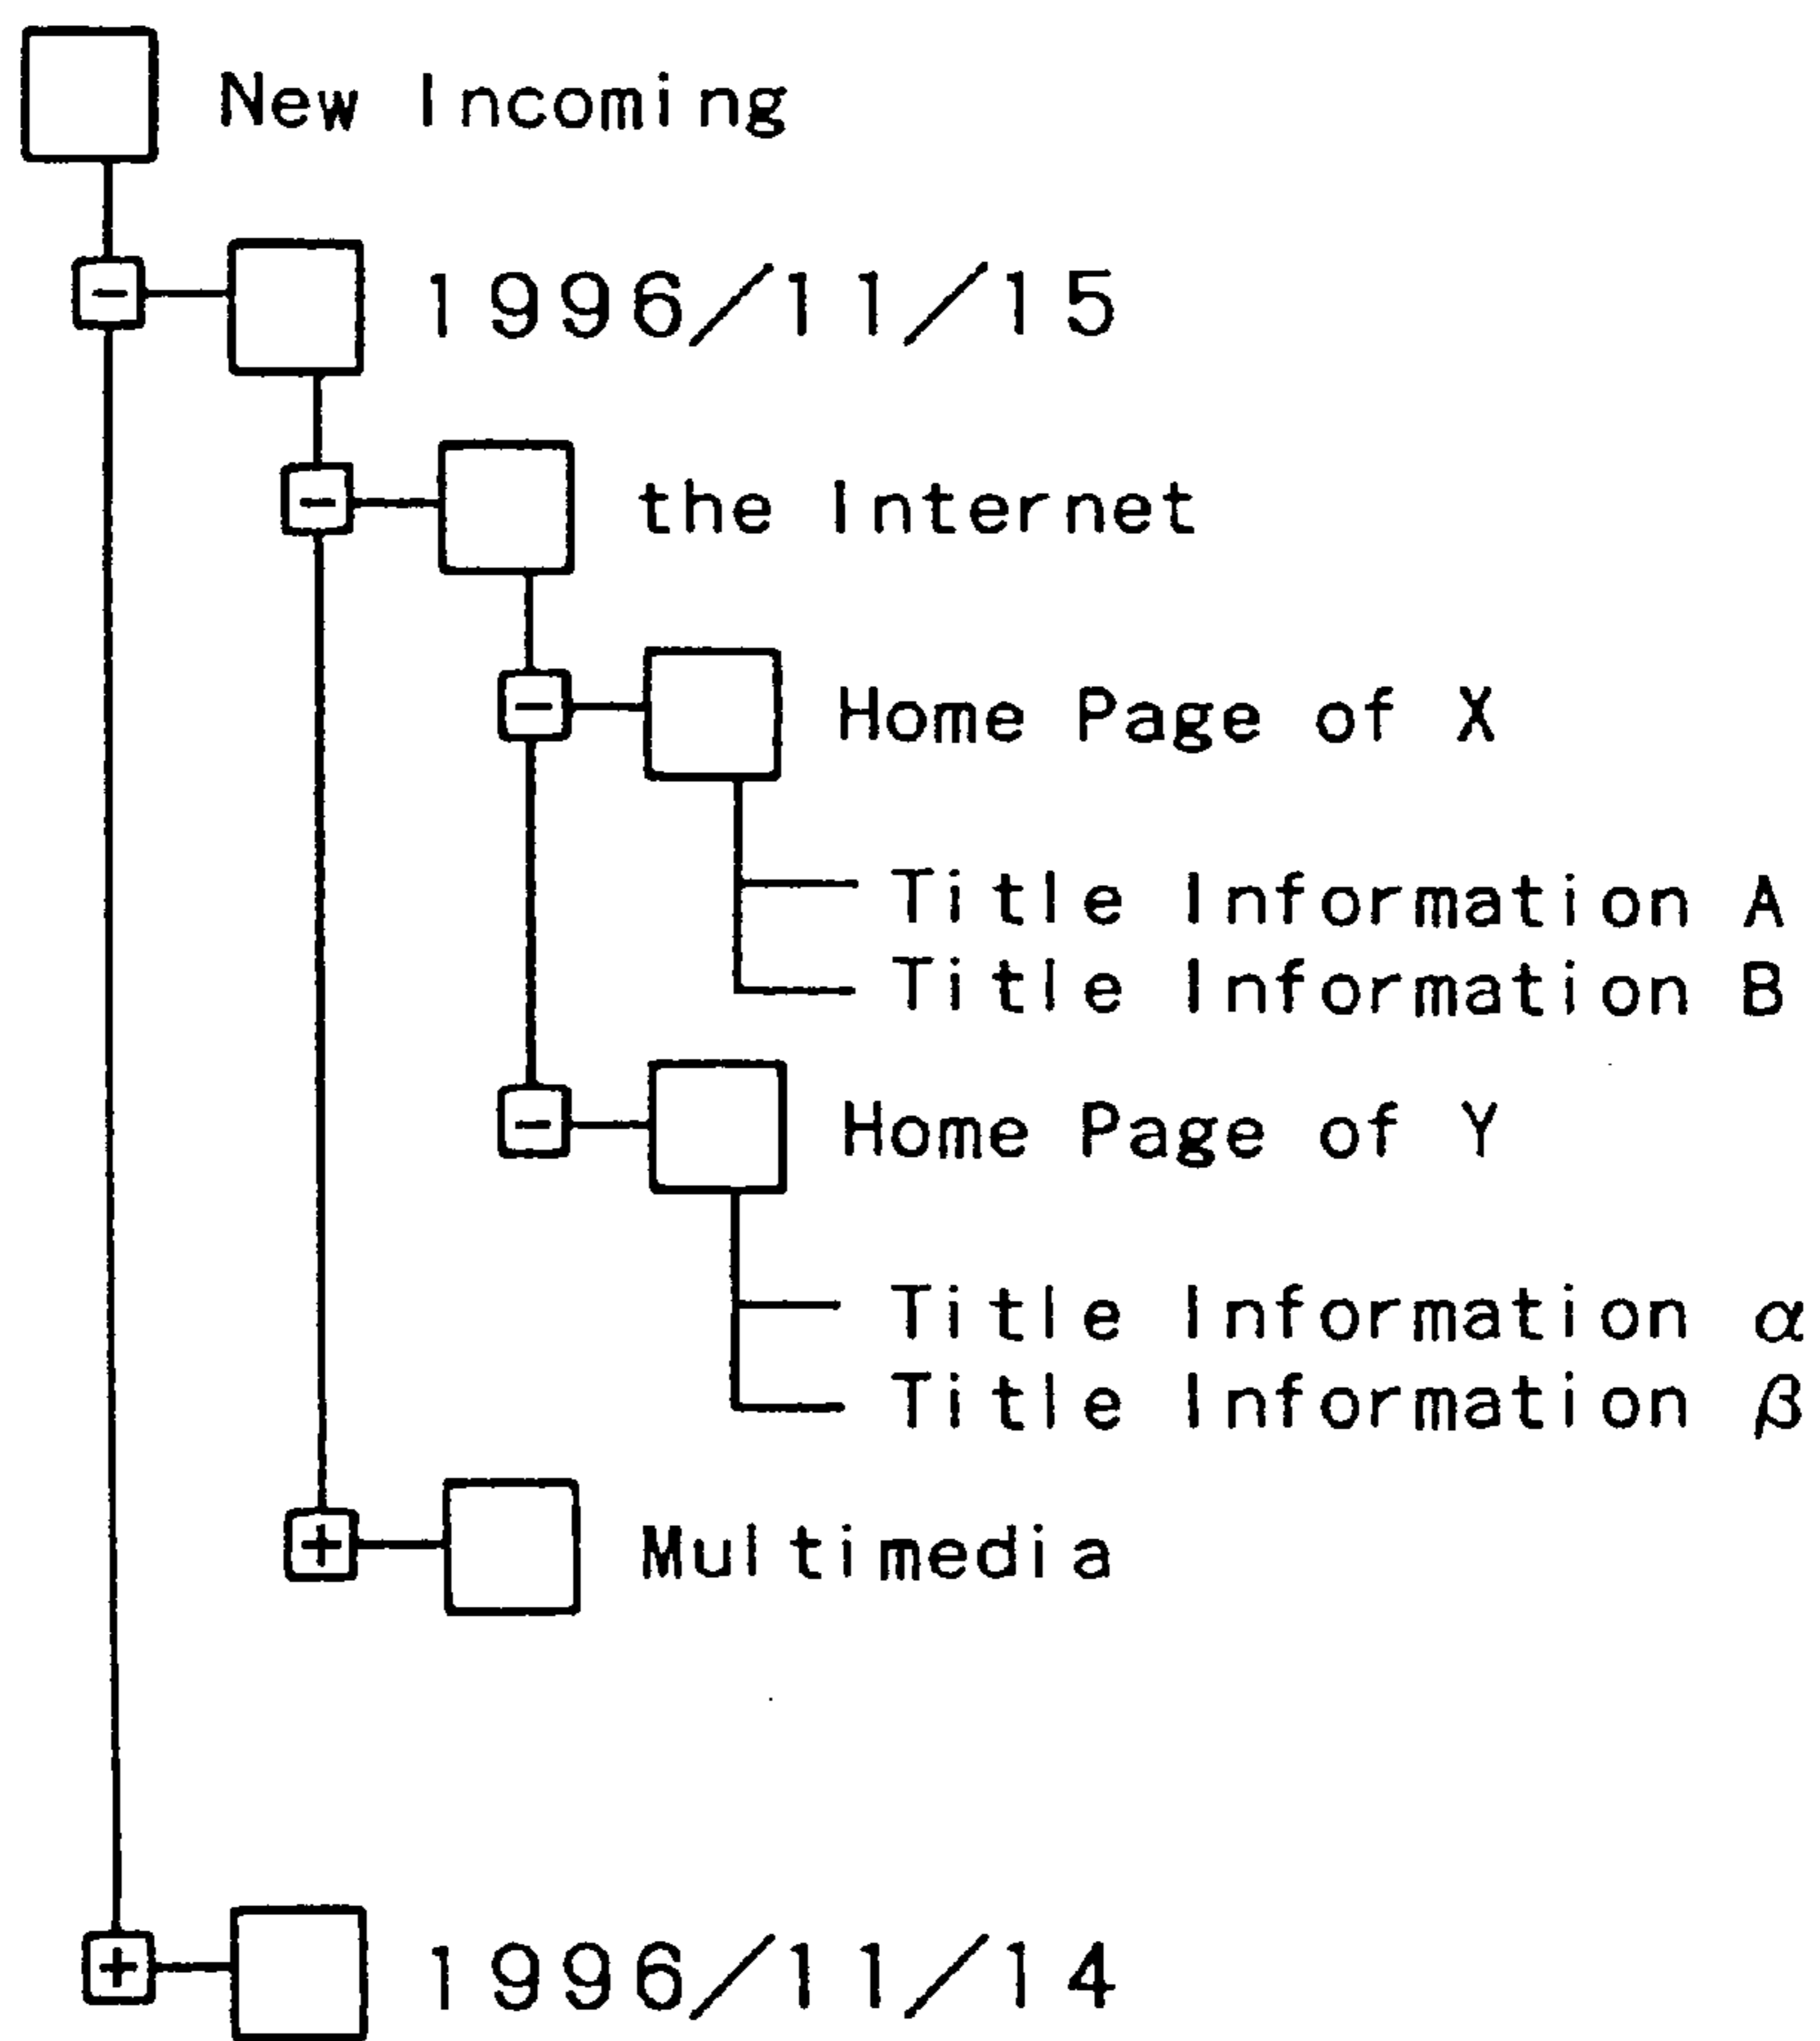 New Incoming
1996/11/15
the Internet
Home Page of X
Title Information A
Title Information B
Home Page of Y
Title Information α
Title Information β
Multimedia
1996/11/14